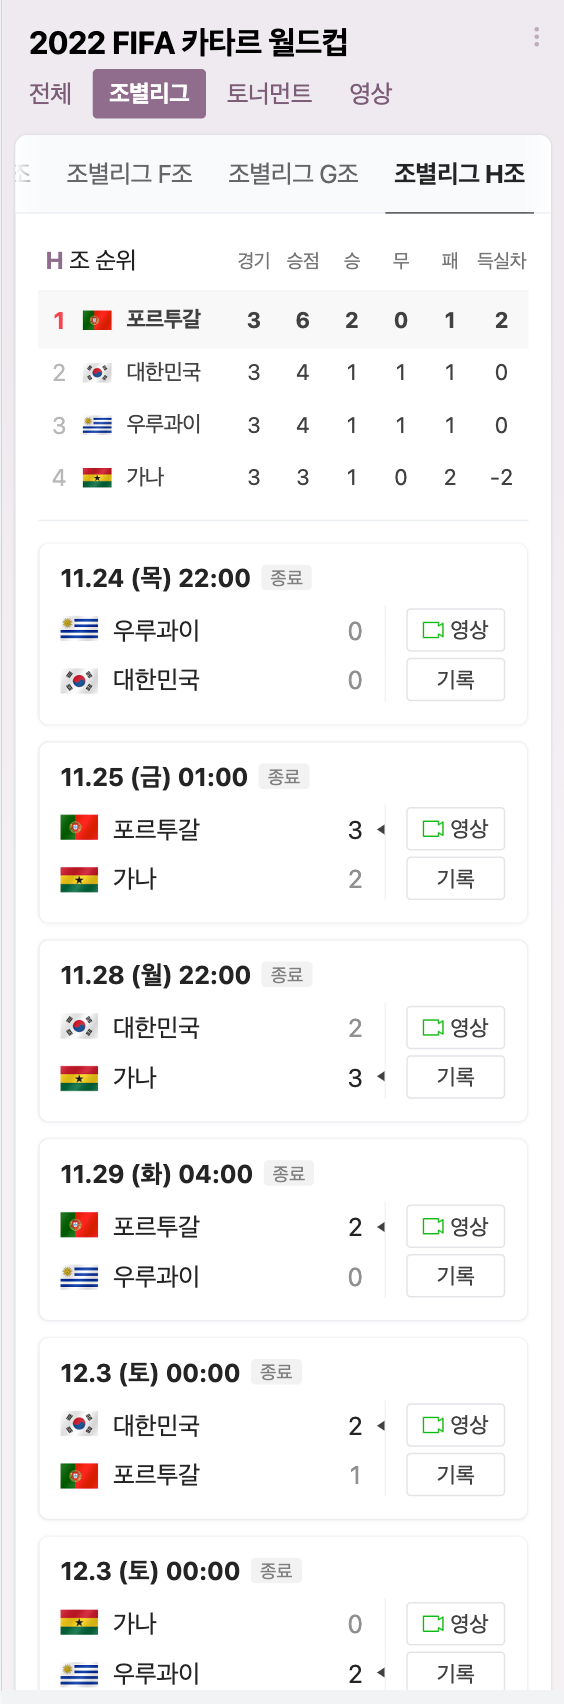 2022 FIFA 카타르 월드컵
전체 조별리그 토너먼트 영상
조 조별리그 F조 조별리그 G조 조별리그 H조
H 조 순위 경기 승점 승 무 패 득실차
1 포르투갈 3 6 2 0 1 2
2 대한민국 3 4 1 1 1 0
3 우루과이 3 4 1 1 1 0
4 가나 3 3 1 0 2 -2
11.24 (목) 22:00 종료
우루과이 0 영상
대한민국 0 기록
11.25 (금) 01:00 종료
포르투갈 3 영상
가나 2 기록
11.28 (월) 22:00 종료
대한민국 2 영상
가나 3 기록
11.29 (화) 04:00 종료
포르투갈 2 영상
우루과이 0 기록
12.3 (토) 00:00 종료
대한민국 2 영상
포르투갈 1 기록
12.3 (토) 00:00 종료
가나 0 영상
우루과이 2 기록